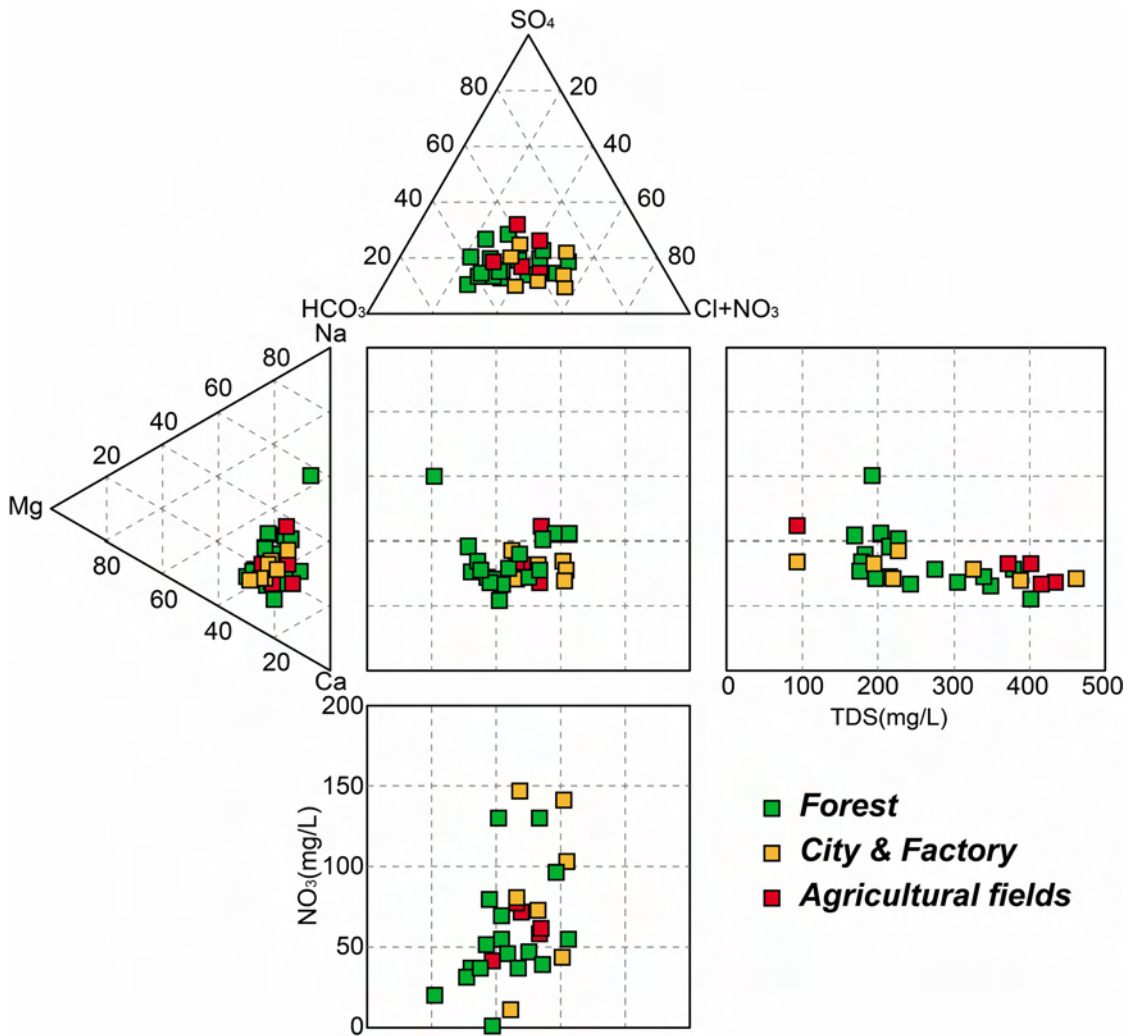 SO₄
80 20
60 40
40 60
20 80
HCO₃ Cl+NO₃
Na
80
60
40
20
Mg
80
60
40
20
Ca
0 100 200 300 400 500
TDS(mg/L)
200
150
100
50
0
NO₃(mg/L)
Forest
City & Factory
Agricultural fields